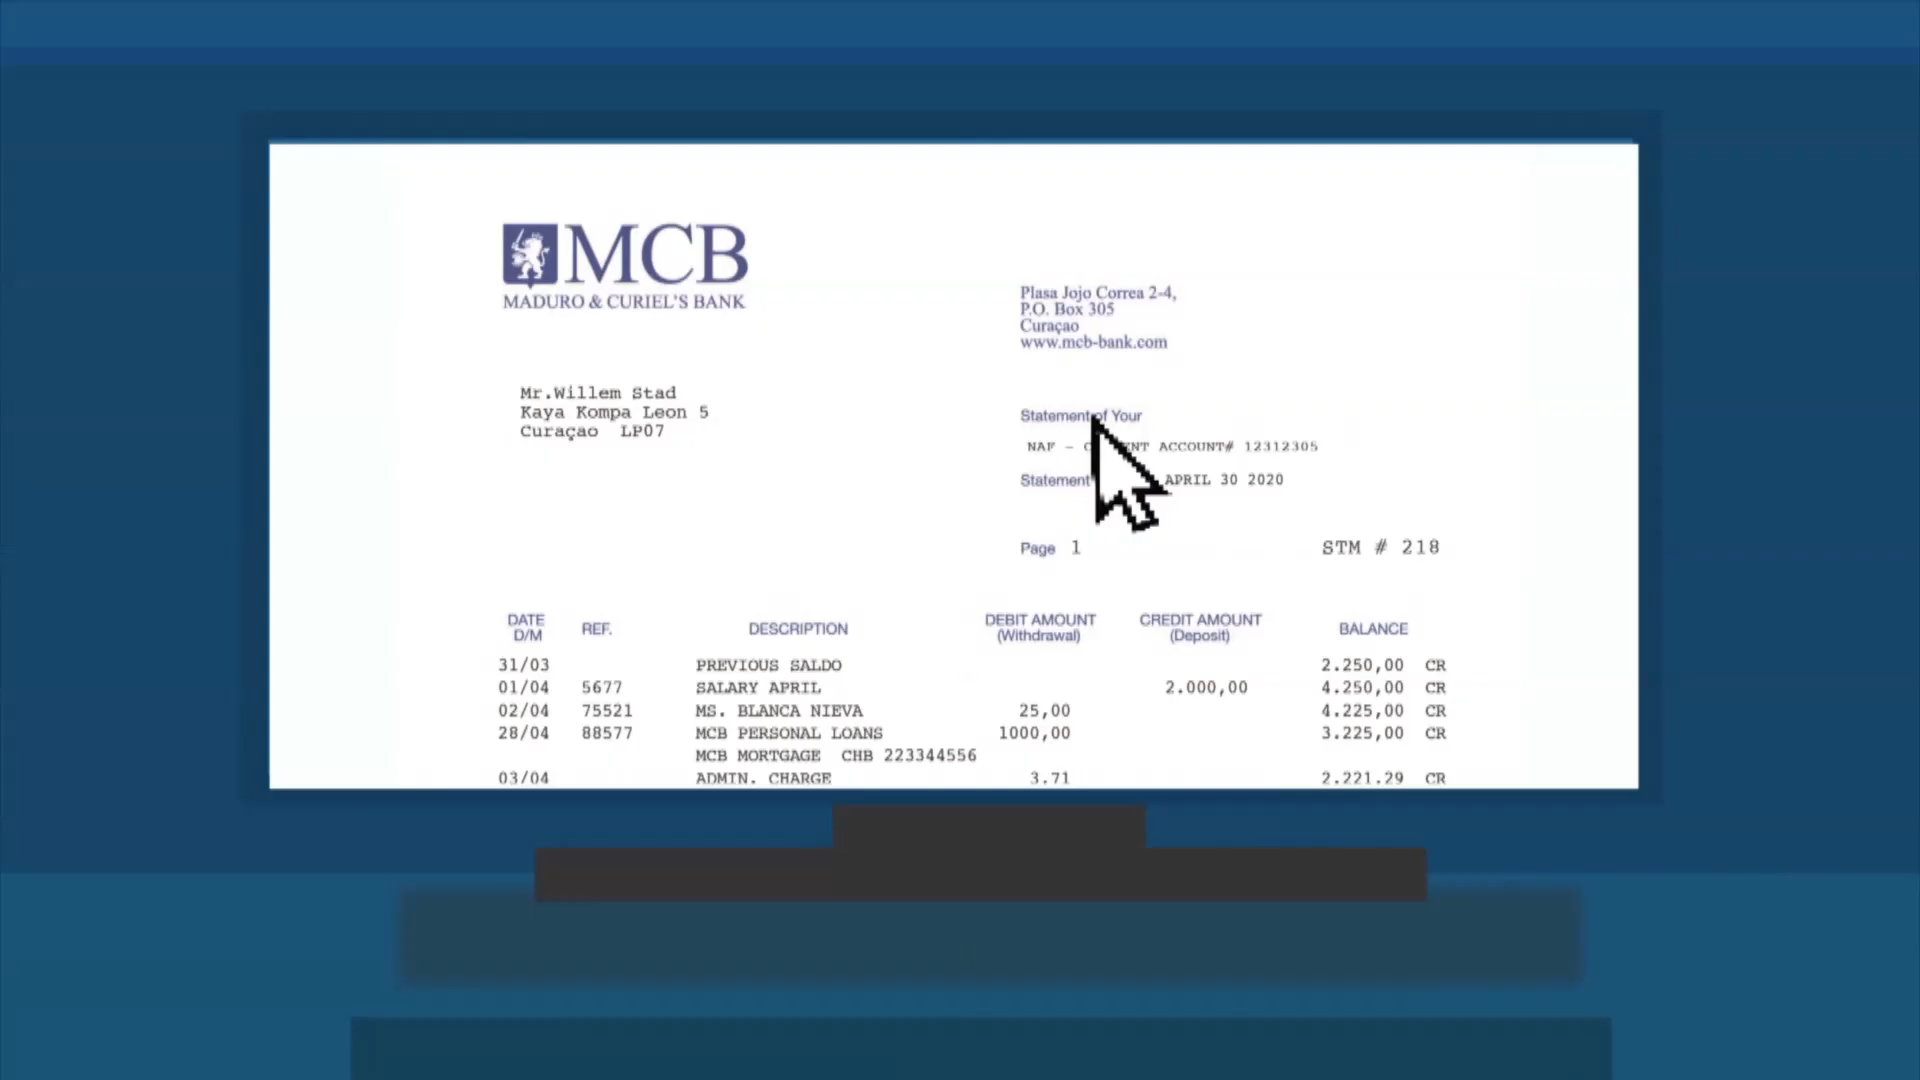 MCB
MADURO & CURIEL'S BANK
Plasa Jojo Correa 2-4,
P.O. Box 305
Curaçao
www.mcb-bank.com
Mr.Willem Stad
Kaya Kompa Leon 5
Curaçao LP07
Statement of Your
NAF - C ENT ACCOUNT# 12312305
Statement APRIL 30 2020
Page 1 STM # 218
DATE D/M REF. DESCRIPTION DEBIT AMOUNT (Withdrawal) CREDIT AMOUNT (Deposit) BALANCE
31/03 PREVIOUS SALDO 2.250,00 CR
01/04 5677 SALARY APRIL 2.000,00 4.250,00 CR
02/04 75521 MS. BLANCA NIEVA 25,00 4.225,00 CR
28/04 88577 MCB PERSONAL LOANS 1000,00 3.225,00 CR
MCB MORTGAGE CHB 223344556
03/04 ADMIN. CHARGE 3.71 2.221.29 CR